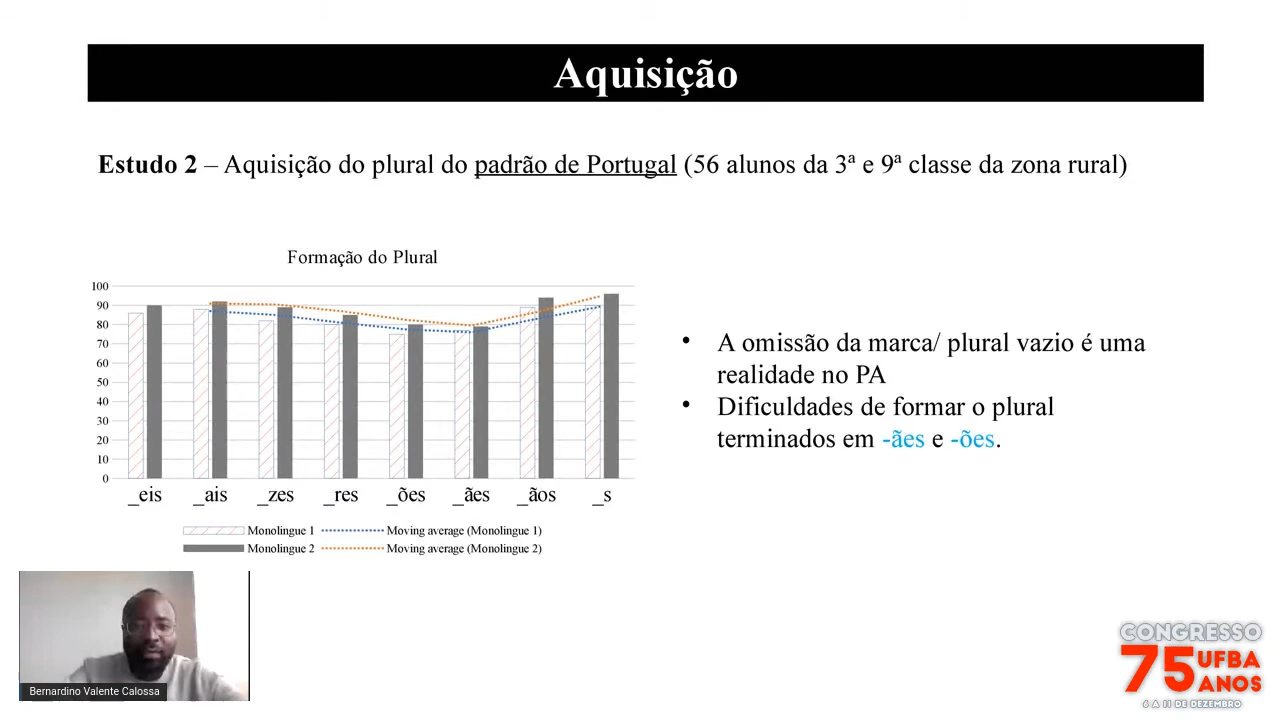 Aquisição
Estudo 2 – Aquisição do plural do padrão de Portugal (56 alunos da 3ª e 9ª classe da zona rural)
Formação do Plural
100
90
80
70
60
50
40
30
20
10
0
_eis _ais _zes _res _ões _ães _ãos _s
Monolingue 1 Moving average (Monolingue 1)
Monolingue 2 Moving average (Monolingue 2)
• A omissão da marca/ plural vazio é uma
realidade no PA
• Dificuldades de formar o plural
terminados em -ães e -ões.
Bernardino Valente Calossa
CONGRESSO
75 UFBA
ANOS
6 A 11 DE DEZEMBRO